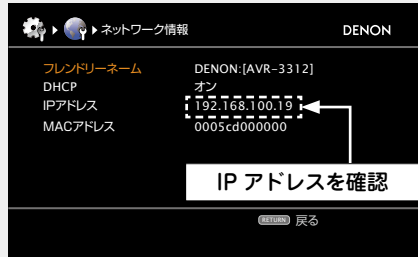 ネットワーク情報 DENON
フレンドリーネーム DENON:[AVR-3312]
DHCP オン
IPアドレス 192.168.100.19
MACアドレス 0005cd000000
IP アドレスを確認
RETURN 戻る